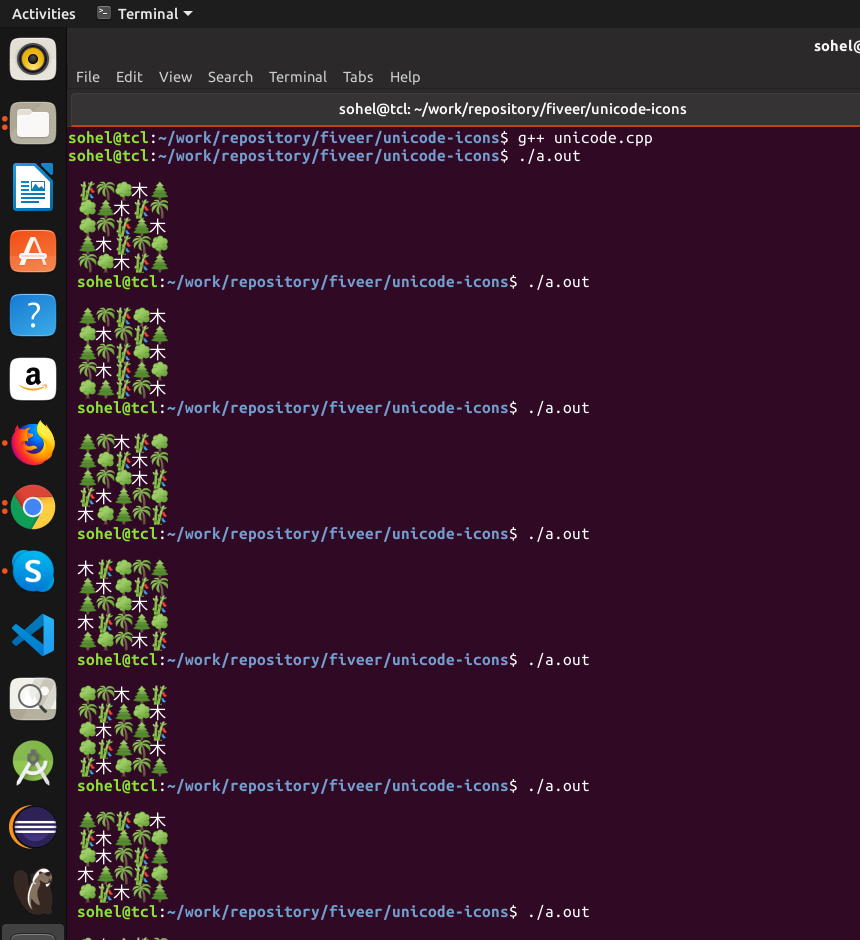 Activities Terminal
sohel@
File Edit View Search Terminal Tabs Help
sohel@tcl: ~/work/repository/fiveer/unicode-icons
sohel@tcl:~/work/repository/fiveer/unicode-icons$ g++ unicode.cpp
sohel@tcl:~/work/repository/fiveer/unicode-icons$ ./a.out
🎋🌴🌳木🌲
🌳🌲木🎋🌴
🌳🌴🎋🌲木
🌲木🎋🌴🌳
🌴🌳木🎋🌲
sohel@tcl:~/work/repository/fiveer/unicode-icons$ ./a.out
🌲🌴🎋🌳木
🌳木🌴🎋🌲
🌲🌴🎋🌳木
🌴木🎋🌲🌳
🌳🌲🎋🌴木
sohel@tcl:~/work/repository/fiveer/unicode-icons$ ./a.out
🌲🌴木🎋🌳
🌲🌳🎋木🌴
🌲🌴🌳木🎋
🎋木🌲🌴🌳
木🌳🌲🌴🎋
sohel@tcl:~/work/repository/fiveer/unicode-icons$ ./a.out
木🎋🌳🌴🌲
🌲木🌳🎋🌴
🌲🌴🌳木🎋
木🎋🌴🌲🌳
🌲🌳🌴木🎋
sohel@tcl:~/work/repository/fiveer/unicode-icons$ ./a.out
🌳🌴木🌲🎋
🌴🎋🌲🌳木
🌳木🌴🌲🎋
🌳🎋🌲🌴木
🎋木🌳🌴🌲
sohel@tcl:~/work/repository/fiveer/unicode-icons$ ./a.out
🌲🌴🎋🌳木
🎋木🌲🌴🌳
🌳木🌴🎋🌲
木🌲🌴🎋🌳
🌳🎋木🌴🌲
sohel@tcl:~/work/repository/fiveer/unicode-icons$ ./a.out